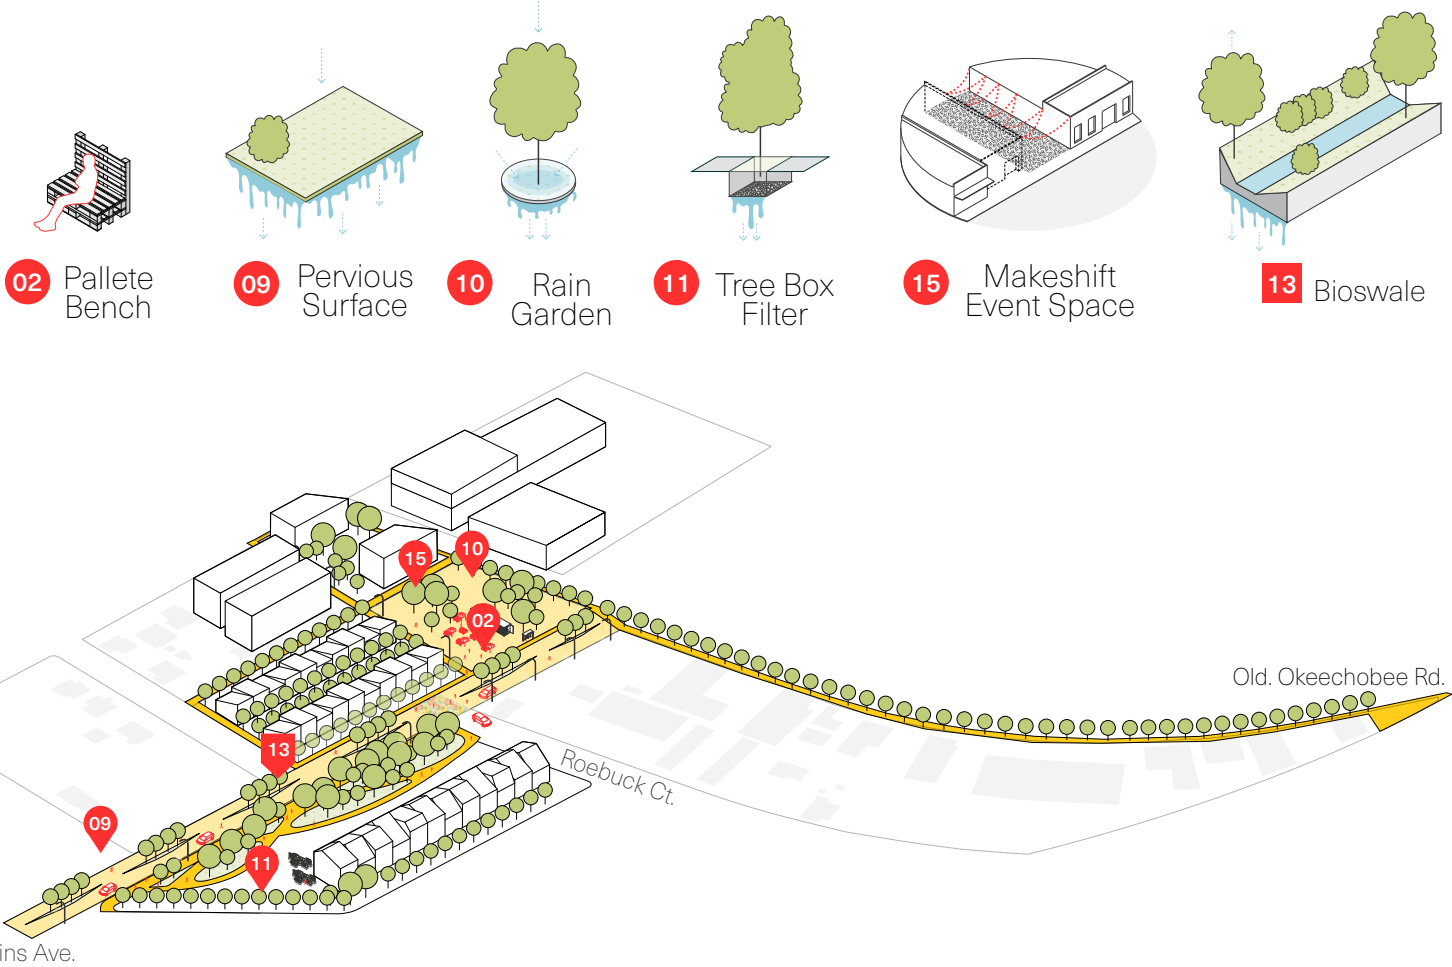 02 Pallete
Bench
09 Pervious
Surface
10 Rain
Garden
11 Tree Box
Filter
15 Makeshift
Event Space
13 Bioswale
15
10
02
Old. Okeechobee Rd.
13
Roebuck Ct.
09
11
ins Ave.